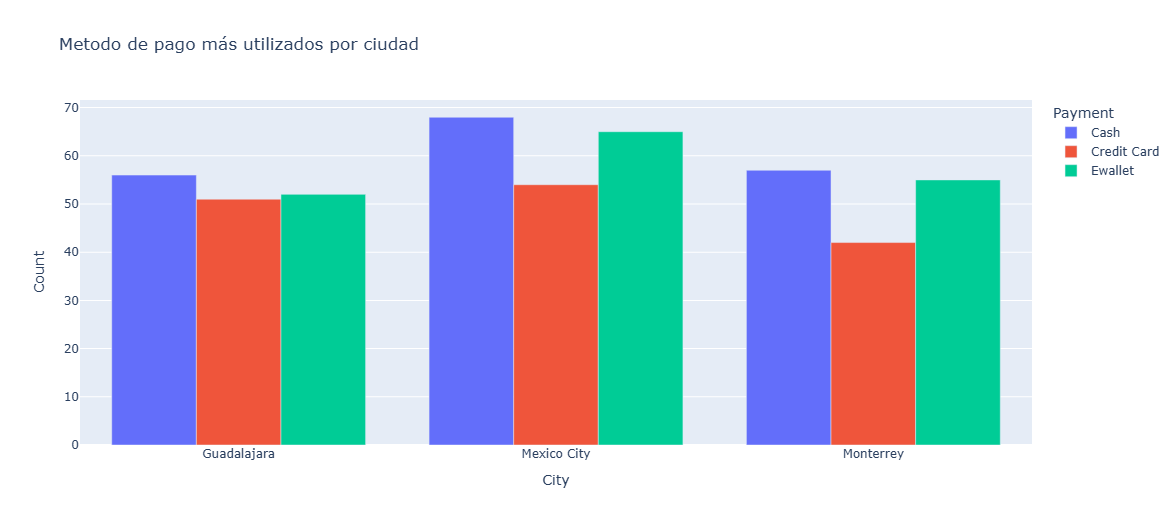 Metodo de pago más utilizados por ciudad
Payment
Cash
Credit Card
Ewallet
Count
70
60
50
40
30
20
10
0
Guadalajara
Mexico City
Monterrey
City